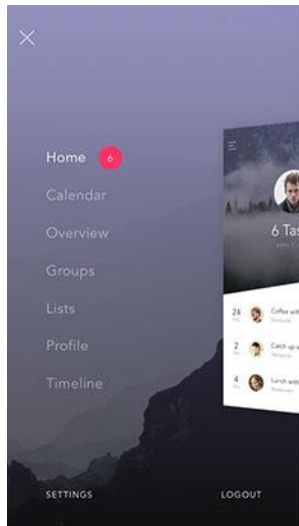 Home 6
Calendar
Overview
Groups
Lists
Profile
Timeline
SETTINGS
LOGOUT
6 Tas
24
Coffee with
2
Catch up w
4
Lunch with